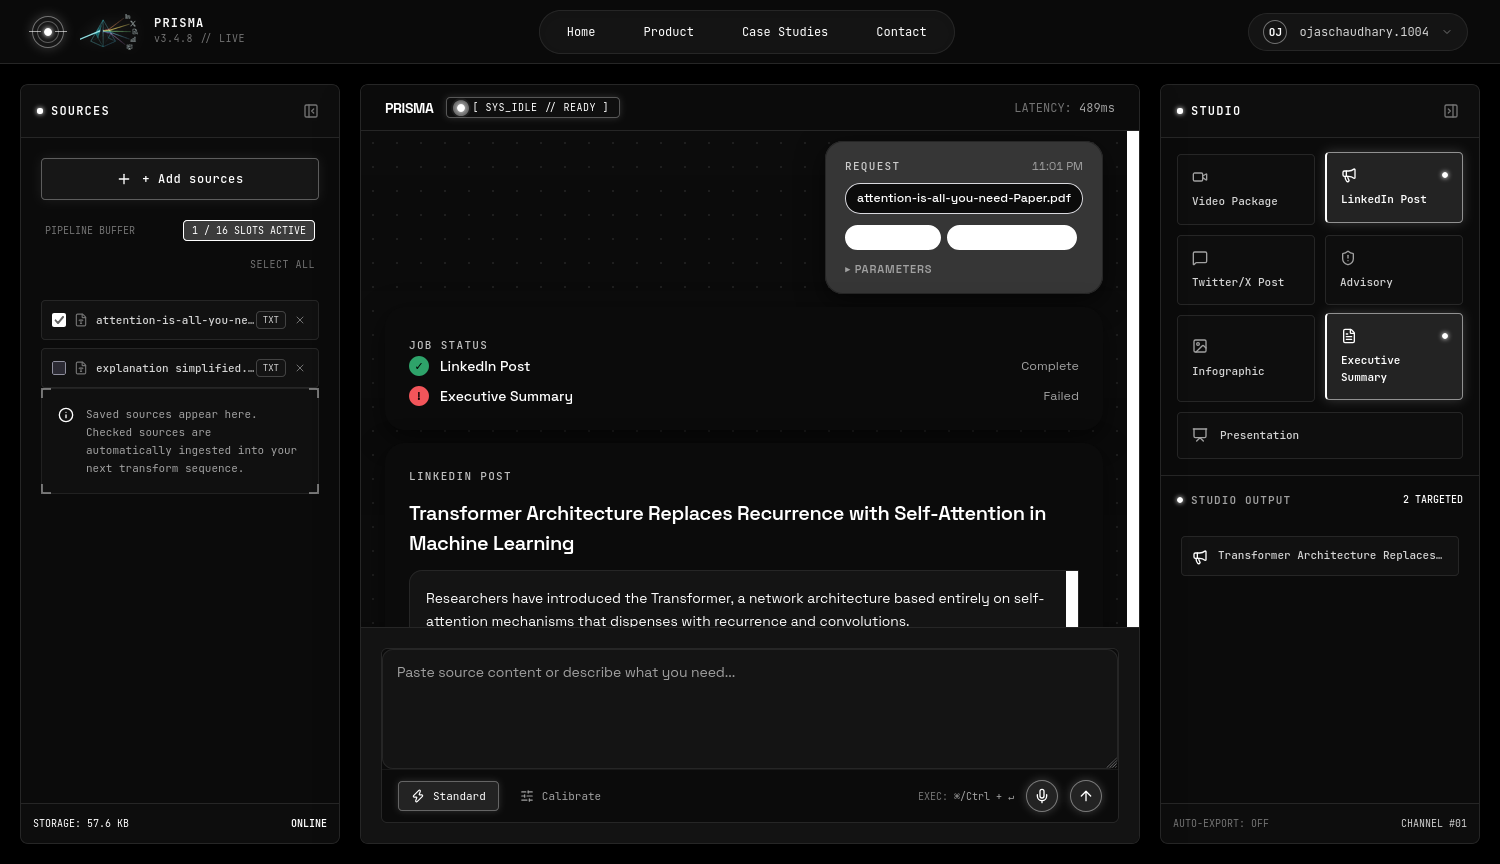 PRISMA
v3.4.8 // LIVE
Home
Product
Case Studies
Contact
OJ
ojaschaudhary.1004
SOURCES
+ Add sources
PIPELINE BUFFER
1 / 16 SLOTS ACTIVE
SELECT ALL
attention-is-all-you-ne…
TXT
explanation simplified.…
TXT
Saved sources appear here.
Checked sources are
automatically ingested into your
next transform sequence.
STORAGE: 57.6 KB
ONLINE
PRISMA
[ SYS_IDLE // READY ]
LATENCY: 489ms
REQUEST
11:01 PM
attention-is-all-you-need-Paper.pdf
▸ PARAMETERS
JOB STATUS
✓ LinkedIn Post
Complete
! Executive Summary
Failed
LINKEDIN POST
Transformer Architecture Replaces Recurrence with Self-Attention in
Machine Learning
Researchers have introduced the Transformer, a network architecture based entirely on self-
attention mechanisms that dispenses with recurrence and convolutions.
Paste source content or describe what you need...
Standard
Calibrate
EXEC: ⌘/Ctrl + ↵
STUDIO
Video Package
LinkedIn Post
Twitter/X Post
Advisory
Infographic
Executive
Summary
Presentation
STUDIO OUTPUT
2 TARGETED
Transformer Architecture Replaces…
AUTO-EXPORT: OFF
CHANNEL #01